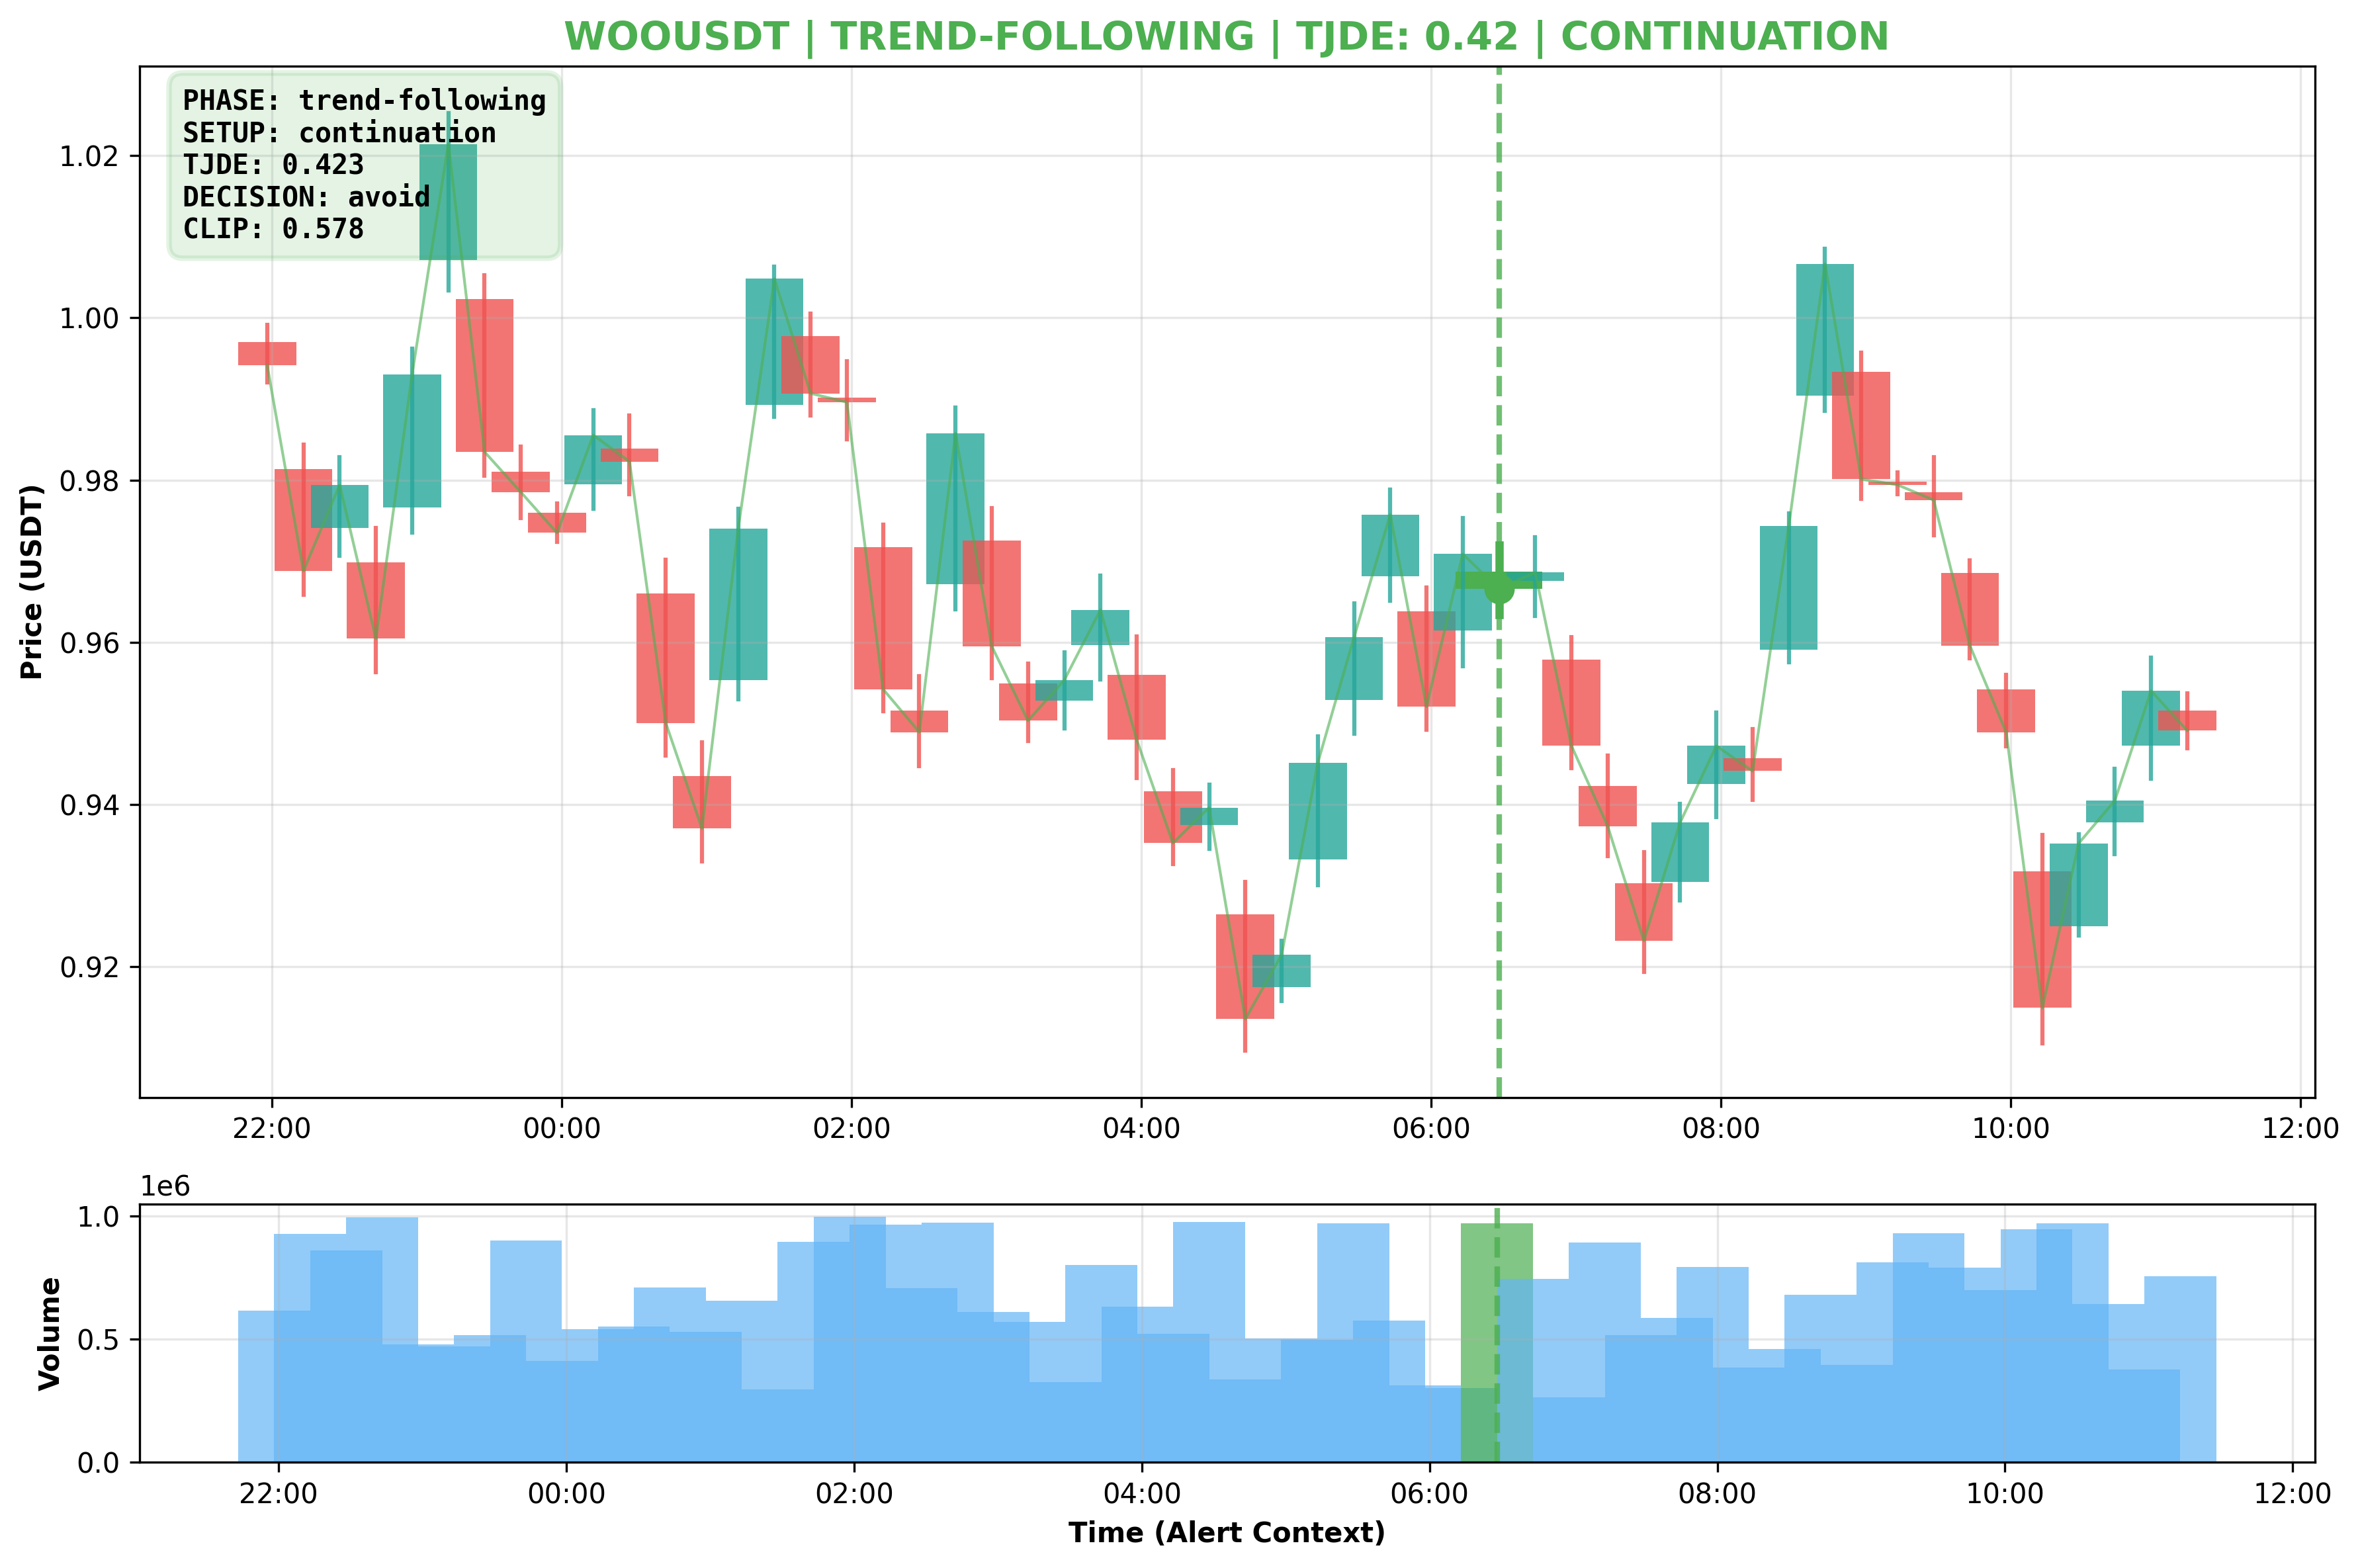 WOOUSDT | TREND-FOLLOWING | TJDE: 0.42 | CONTINUATION
PHASE: trend-following
SETUP: continuation
TJDE: 0.423
DECISION: avoid
CLIP: 0.578
Price (USDT)
1.02
1.00
0.98
0.96
0.94
0.92
22:00 00:00 02:00 04:00 06:00 08:00 10:00 12:00
1e6
Volume
1.0
0.5
0.0
22:00 00:00 02:00 04:00 06:00 08:00 10:00 12:00
Time (Alert Context)